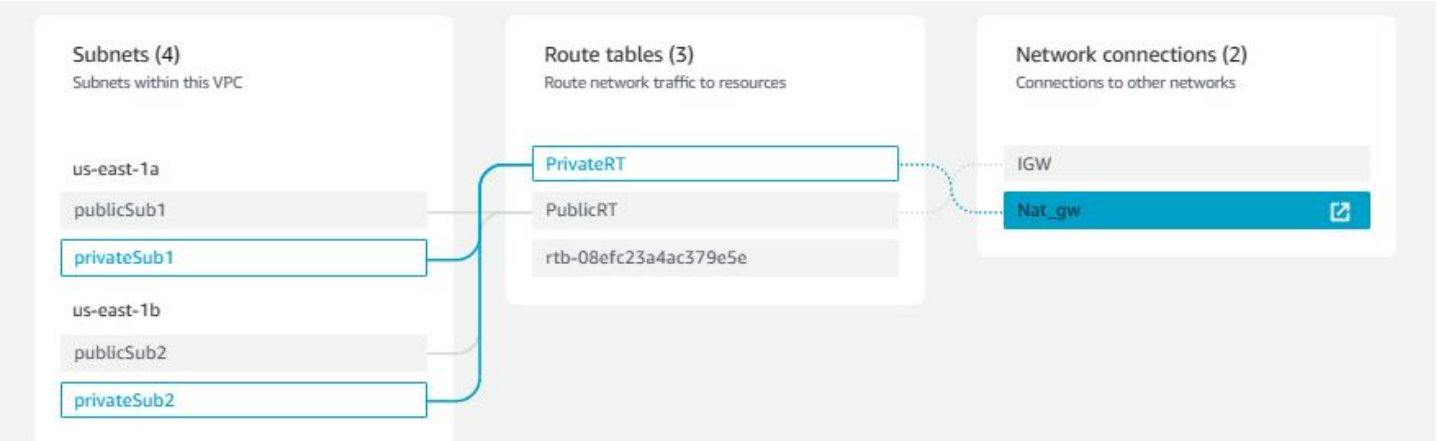 Subnets (4)
Subnets within this VPC
us-east-1a
publicSub1
privateSub1
us-east-1b
publicSub2
privateSub2
Route tables (3)
Route network traffic to resources
PrivateRT
PublicRT
rtb-08efc23a4ac379e5e
Network connections (2)
Connections to other networks
IGW
Nat_gw